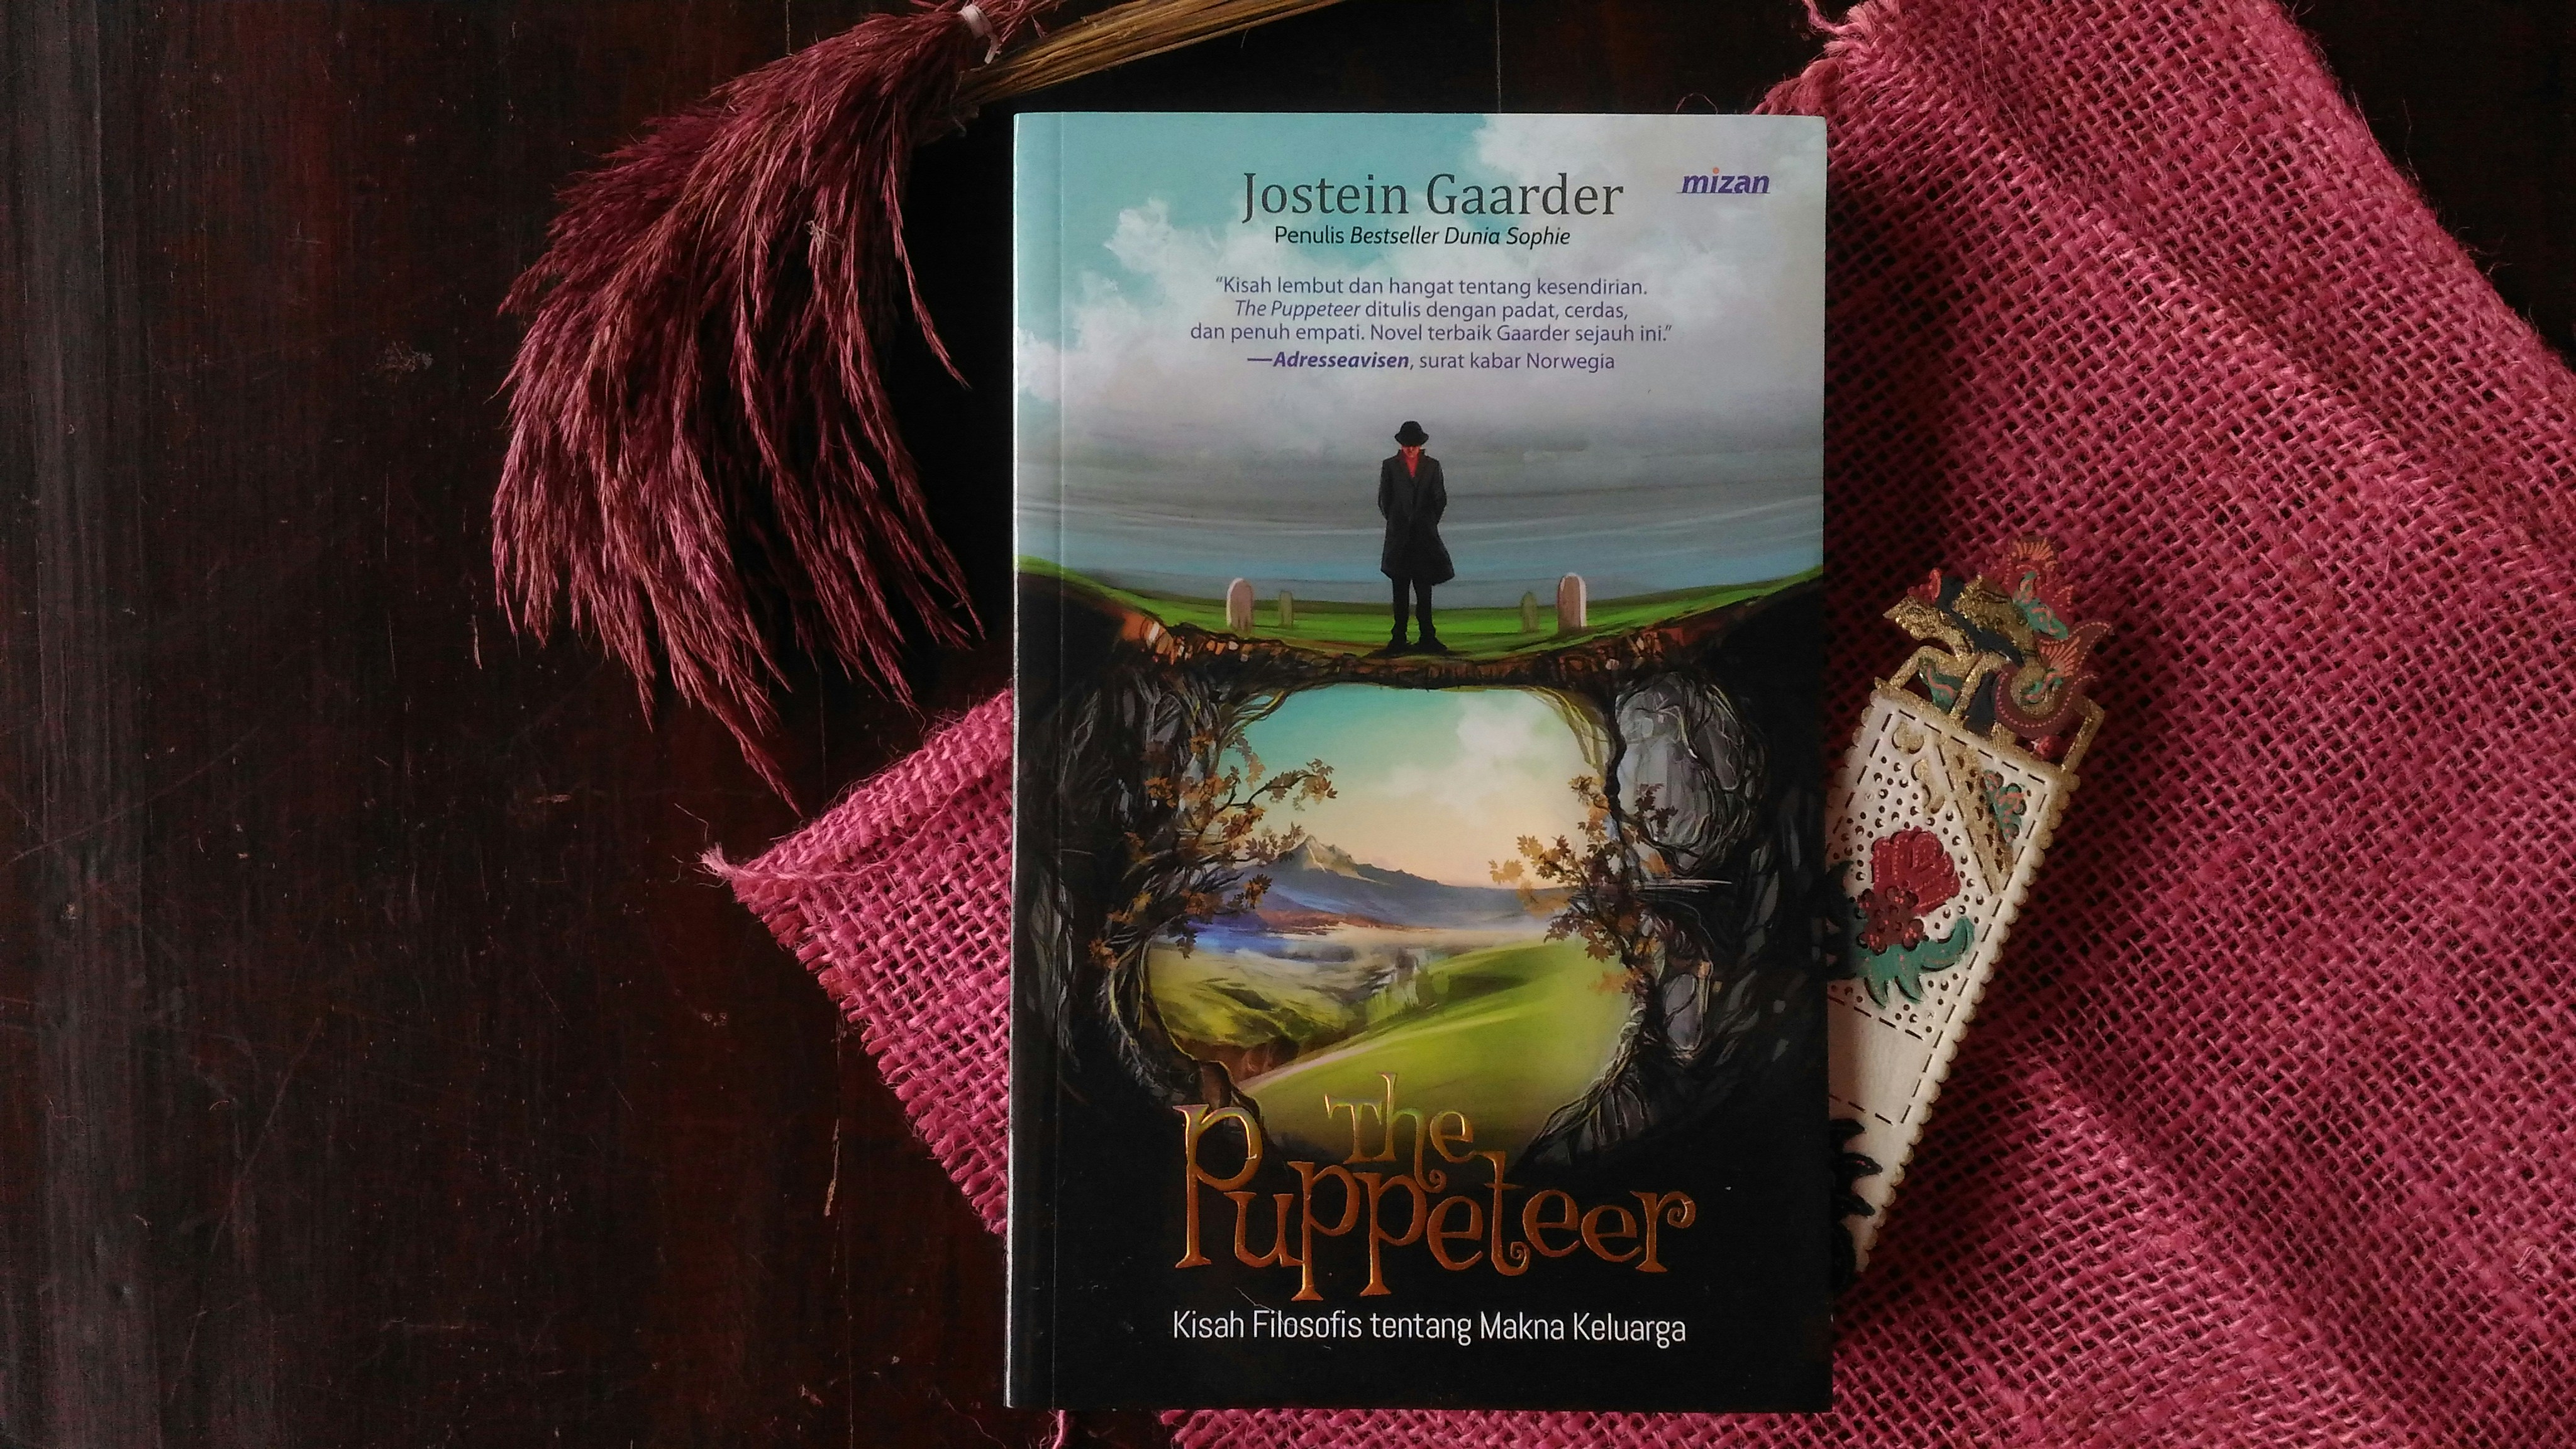 Jostein Gaarder
mizan
Penulis Bestseller Dunia Sophie
“Kisah lembut dan hangat tentang kesendirian.
The Puppeteer ditulis dengan padat, cerdas,
dan penuh empati. Novel terbaik Gaarder sejauh ini.”
—Adresseavisen, surat kabar Norwegia
The
Puppeteer
Kisah Filosofis tentang Makna Keluarga